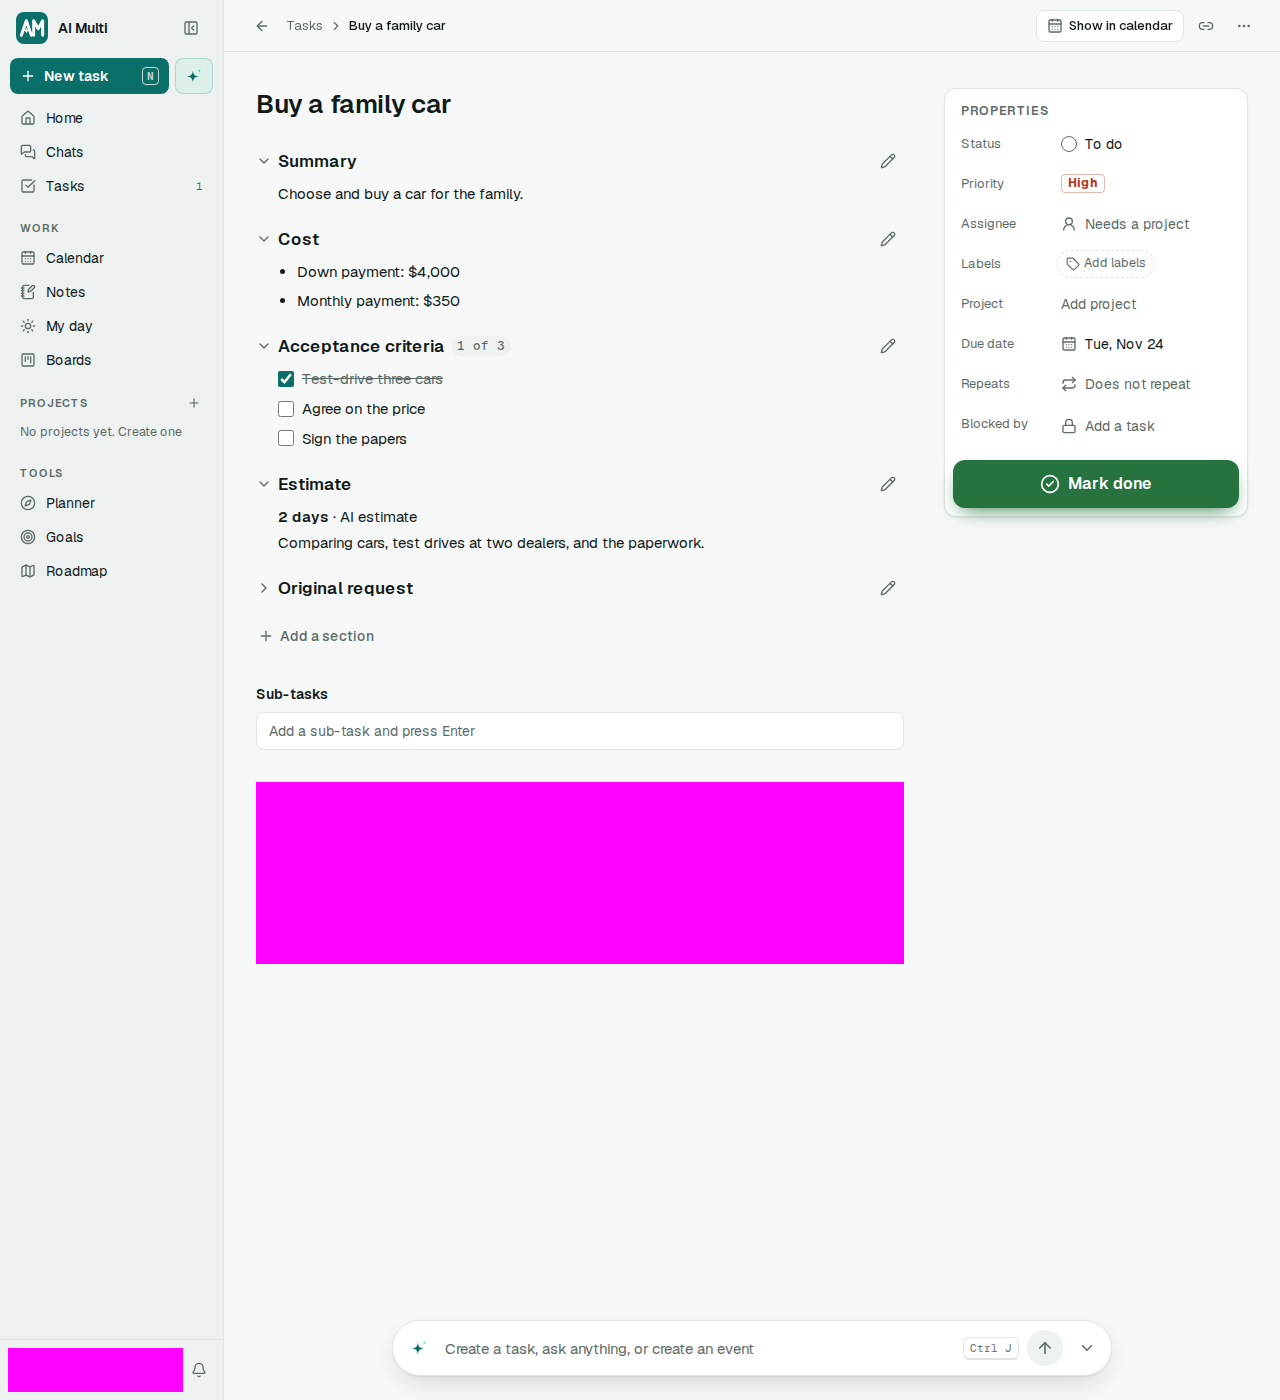 AM AI Multi
New task N
Home
Chats
Tasks 1
WORK
Calendar
Notes
My day
Boards
PROJECTS
No projects yet. Create one
TOOLS
Planner
Goals
Roadmap
Tasks Buy a family car
Show in calendar
Buy a family car
Summary
Choose and buy a car for the family.
Cost
• Down payment: $4,000
• Monthly payment: $350
Acceptance criteria 1 of 3
Test-drive three cars
Agree on the price
Sign the papers
Estimate
2 days · AI estimate
Comparing cars, test drives at two dealers, and the paperwork.
Original request
Add a section
Sub-tasks
Add a sub-task and press Enter
PROPERTIES
Status To do
Priority High
Assignee Needs a project
Labels Add labels
Project Add project
Due date Tue, Nov 24
Repeats Does not repeat
Blocked by Add a task
Mark done
Create a task, ask anything, or create an event Ctrl J